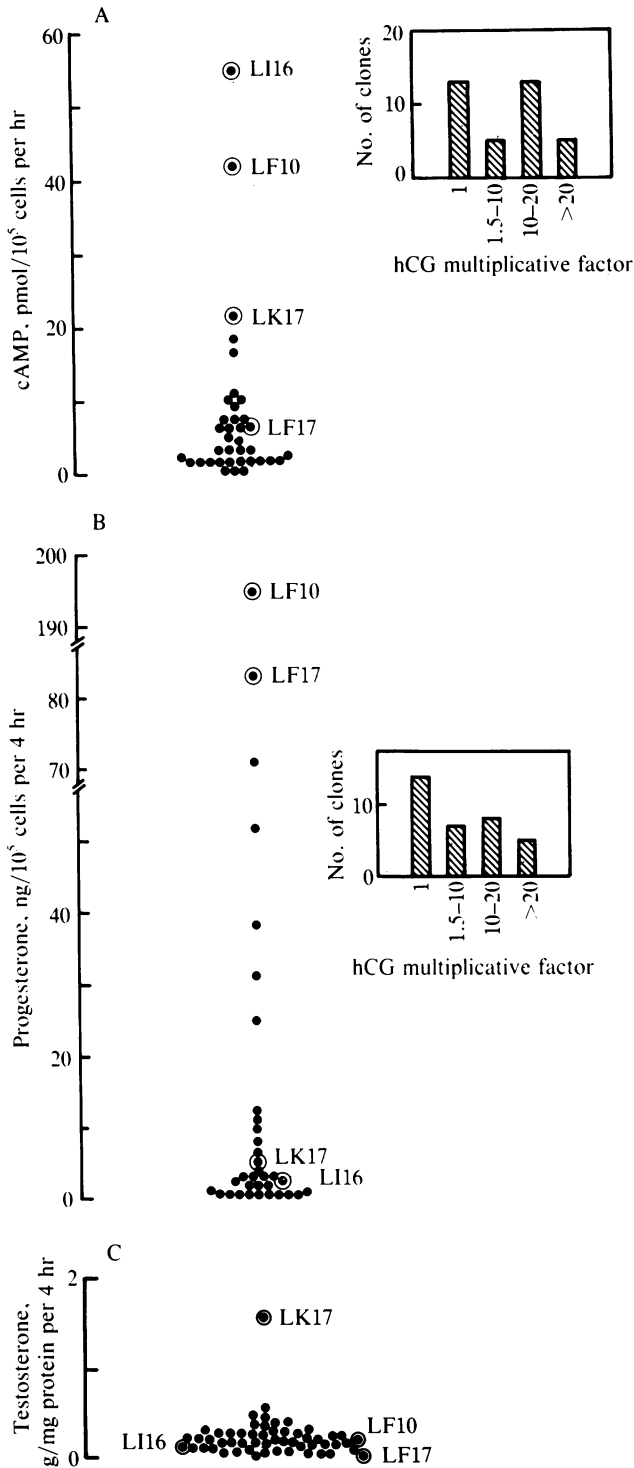 A
cAMP, pmol/10⁵ cells per hr
60
40
20
0
LI16
LF10
LK17
LF17
No. of clones
20
10
0
1
1.5–10
10–20
>20
hCG multiplicative factor
B
Progesterone, ng/10⁵ cells per 4 hr
200
190
80
70
40
20
0
LF10
LF17
LK17
LI16
No. of clones
10
0
1
1.5–10
10–20
>20
hCG multiplicative factor
C
Testosterone,
g/mg protein per 4 hr
2
0
LK17
LI16
LF10
LF17